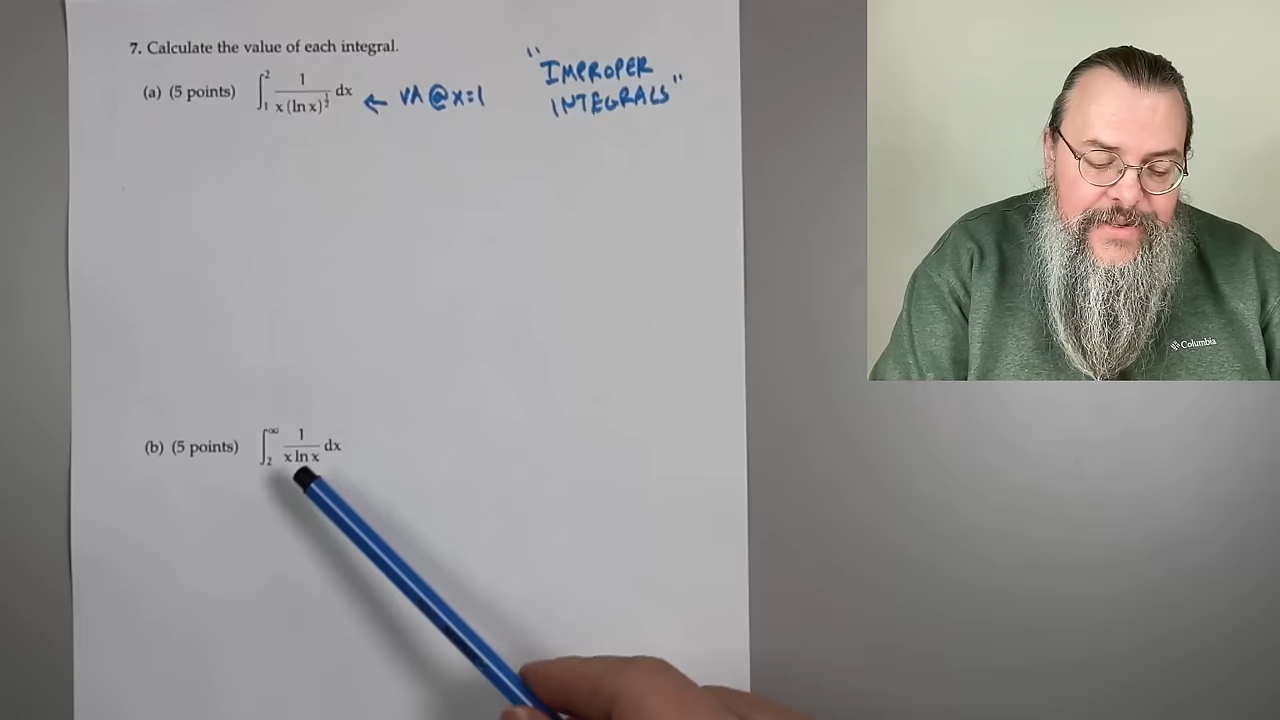 7. Calculate the value of each integral.
(a) (5 points) ∫₁² 1/(x (ln x)^{1/2}) dx ← VA @ x=1
"IMPROPER
INTEGRALS"
(b) (5 points) ∫₂^∞ 1/(x ln x) dx
Columbia